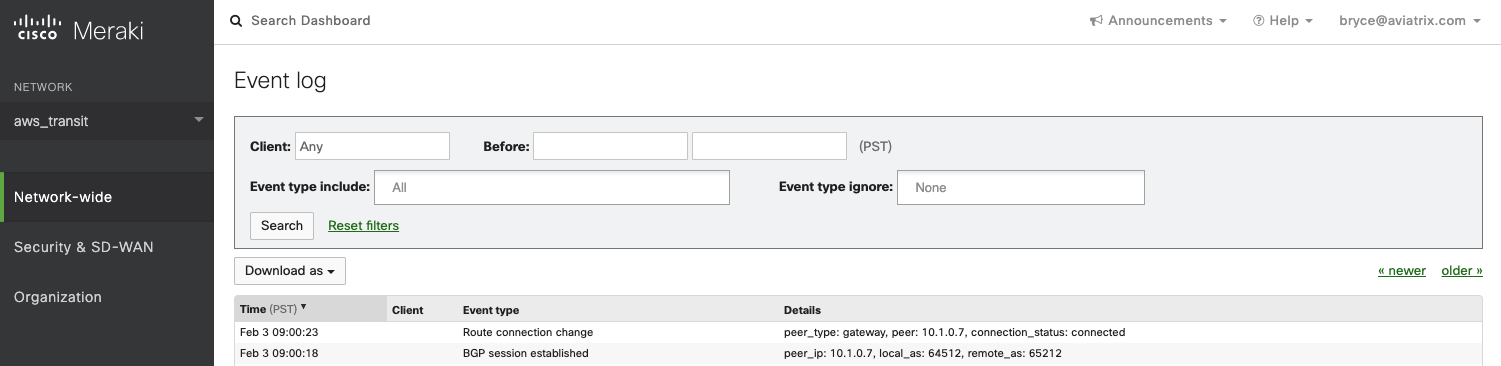 cisco Meraki
Search Dashboard
Announcements
Help
bryce@aviatrix.com
NETWORK
aws_transit
Network-wide
Security & SD-WAN
Organization
Event log
Client: Any Before: (PST)
Event type include: All Event type ignore: None
Search Reset filters
Download as « newer older »
Time (PST) Client Event type Details
Feb 3 09:00:23 Route connection change peer_type: gateway, peer: 10.1.0.7, connection_status: connected
Feb 3 09:00:18 BGP session established peer_ip: 10.1.0.7, local_as: 64512, remote_as: 65212